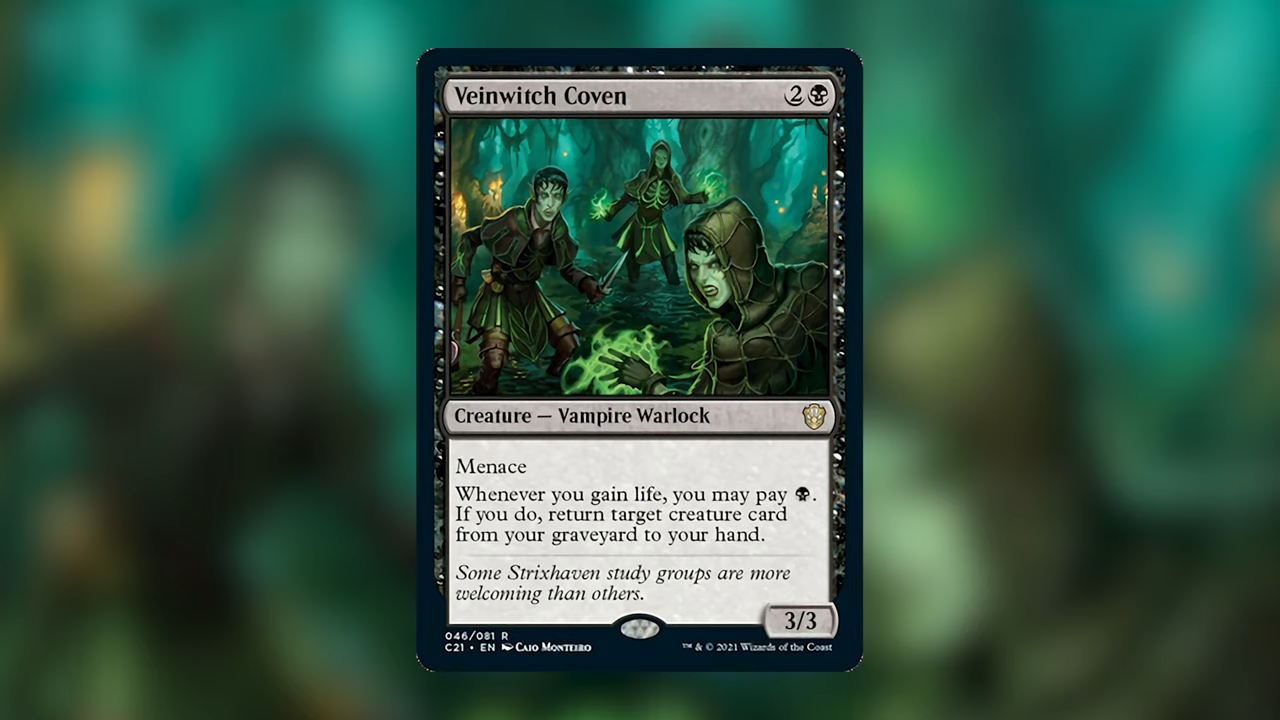 Veinwitch Coven 2
Creature — Vampire Warlock
Menace
Whenever you gain life, you may pay .
If you do, return target creature card
from your graveyard to your hand.
Some Strixhaven study groups are more
welcoming than others.
3/3
046/081 R
C21 • EN Caio Monteiro
™ & © 2021 Wizards of the Coast